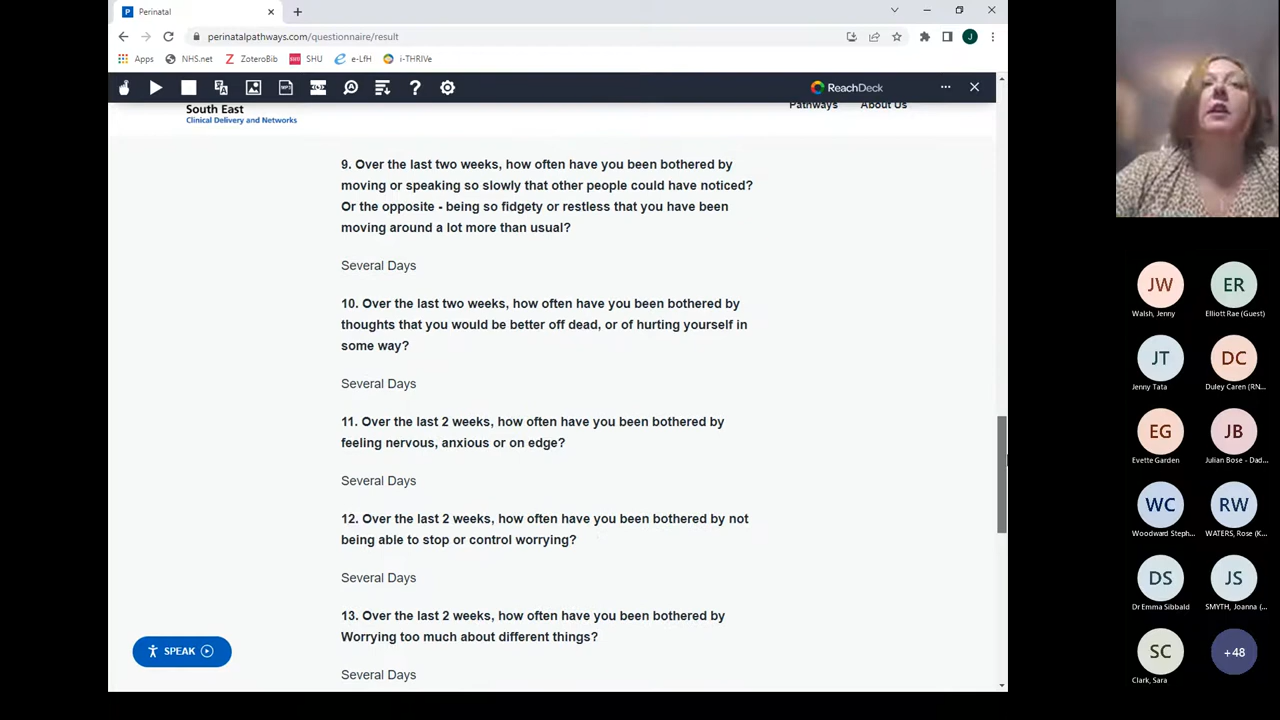 Perinatal
perinatalpathways.com/questionnaire/result
J
Apps
NHS.net
ZoteroBib
SHU
e-LfH
i-THRIVe
ReachDeck
South East
Clinical Delivery and Networks
Pathways
About Us
9. Over the last two weeks, how often have you been bothered by
moving or speaking so slowly that other people could have noticed?
Or the opposite - being so fidgety or restless that you have been
moving around a lot more than usual?
Several Days
10. Over the last two weeks, how often have you been bothered by
thoughts that you would be better off dead, or of hurting yourself in
some way?
Several Days
11. Over the last 2 weeks, how often have you been bothered by
feeling nervous, anxious or on edge?
Several Days
12. Over the last 2 weeks, how often have you been bothered by not
being able to stop or control worrying?
Several Days
13. Over the last 2 weeks, how often have you been bothered by
Worrying too much about different things?
Several Days
SPEAK
JW
Walsh, Jenny
ER
Elliott Rae (Guest)
JT
Jenny Tata
DC
Duley Caren (RN...
EG
Evette Garden
JB
Julian Bose - Dad...
WC
Woodward Steph...
RW
WATERS, Rose (K...
DS
Dr Emma Sibbald
JS
SMYTH, Joanna (...
SC
Clark, Sara
+48